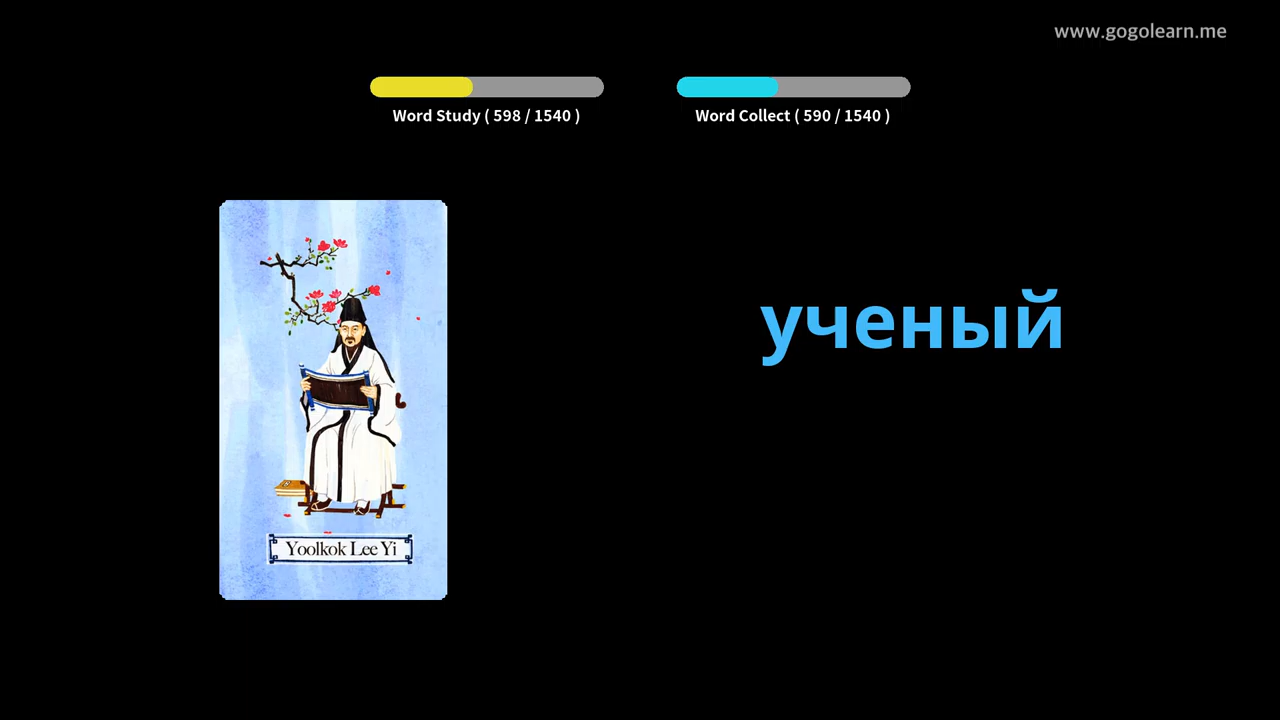 www.gogolearn.me
Word Study ( 598 / 1540 )
Word Collect ( 590 / 1540 )
ученый
Yoolkok Lee Yi